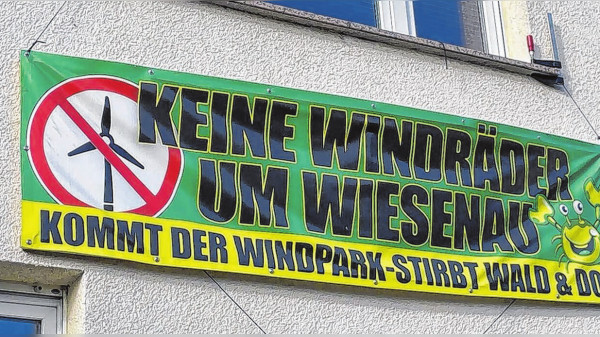 KEINE WINDRÄDER
UM WIESENAU
KOMMT DER WINDPARK-STIRBT WALD & DO